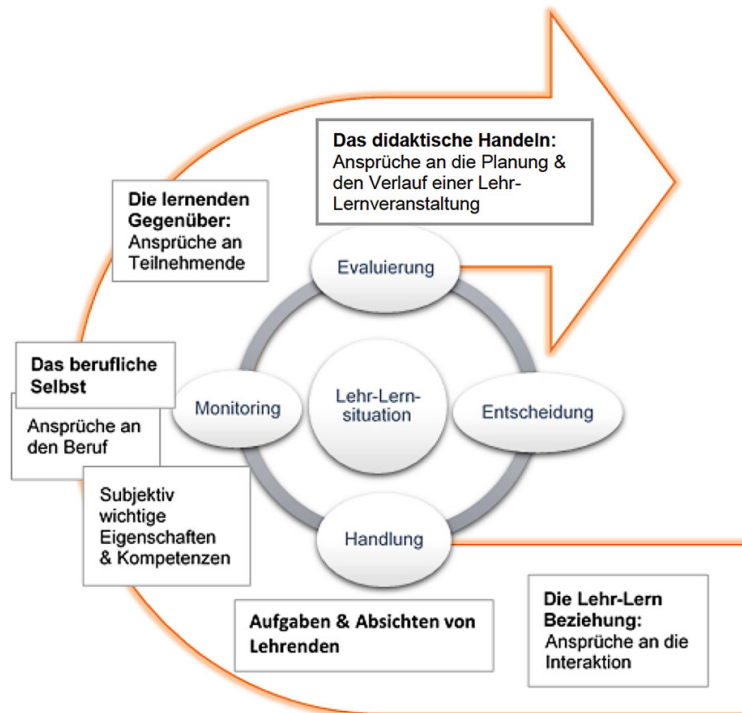 Das didaktische Handeln:
Ansprüche an die Planung &
den Verlauf einer Lehr-
Lernveranstaltung
Die lernenden
Gegenüber:
Ansprüche an
Teilnehmende
Evaluierung
Das berufliche
Selbst
Ansprüche an
den Beruf
Monitoring
Lehr-Lern-
situation
Entscheidung
Subjektiv
wichtige
Eigenschaften
& Kompetenzen
Handlung
Aufgaben & Absichten von
Lehrenden
Die Lehr-Lern
Beziehung:
Ansprüche an die
Interaktion